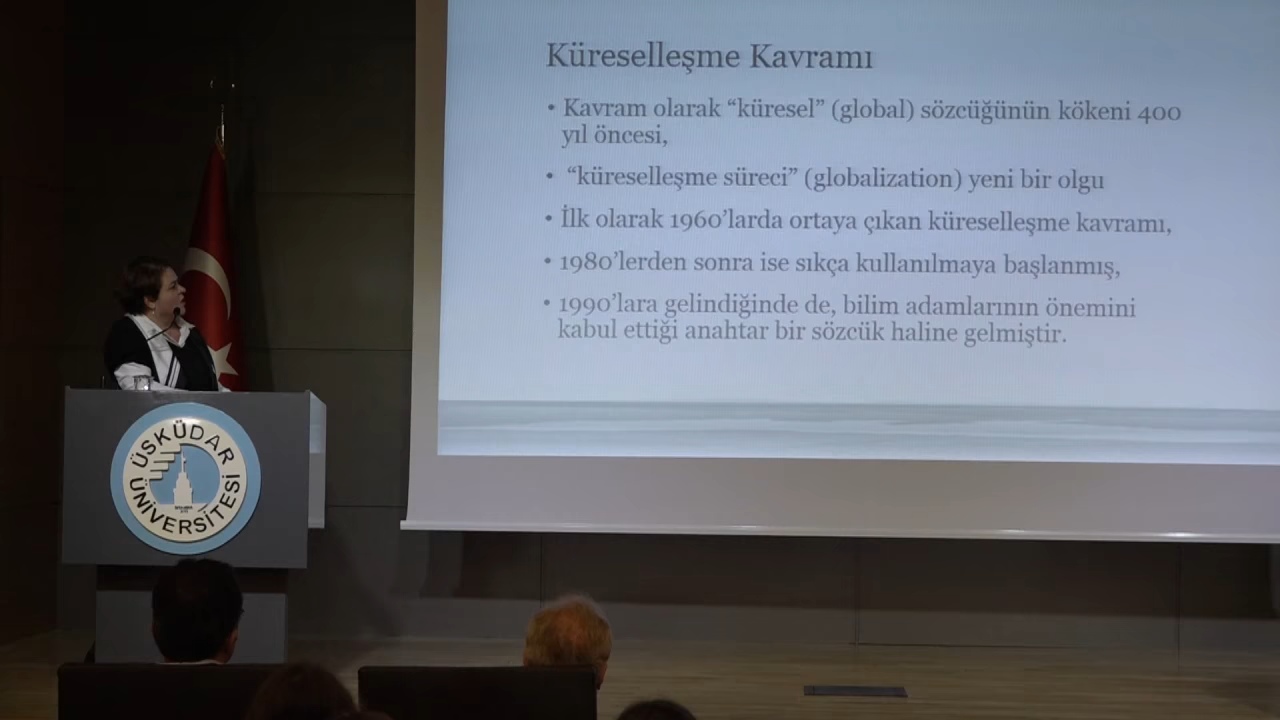 Küreselleşme Kavramı
• Kavram olarak “küresel” (global) sözcüğünün kökeni 400
yıl öncesi,
• “küreselleşme süreci” (globalization) yeni bir olgu
• İlk olarak 1960’larda ortaya çıkan küreselleşme kavramı,
• 1980’lerden sonra ise sıkça kullanılmaya başlanmış,
• 1990’lara gelindiğinde de, bilim adamlarının önemini
kabul ettiği anahtar bir sözcük haline gelmiştir.
ÜSKÜDAR
ÜNİVERSİTESİ